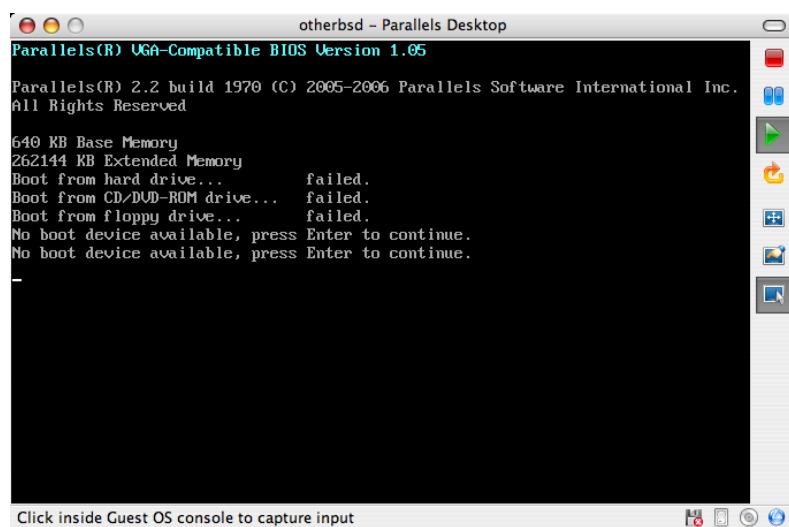 otherbsd – Parallels Desktop
Parallels(R) VGA-Compatible BIOS Version 1.05
Parallels(R) 2.2 build 1970 (C) 2005-2006 Parallels Software International Inc.
All Rights Reserved
640 KB Base Memory
262144 KB Extended Memory
Boot from hard drive... failed.
Boot from CD/DVD-ROM drive... failed.
Boot from floppy drive... failed.
No boot device available, press Enter to continue.
No boot device available, press Enter to continue.
Click inside Guest OS console to capture input